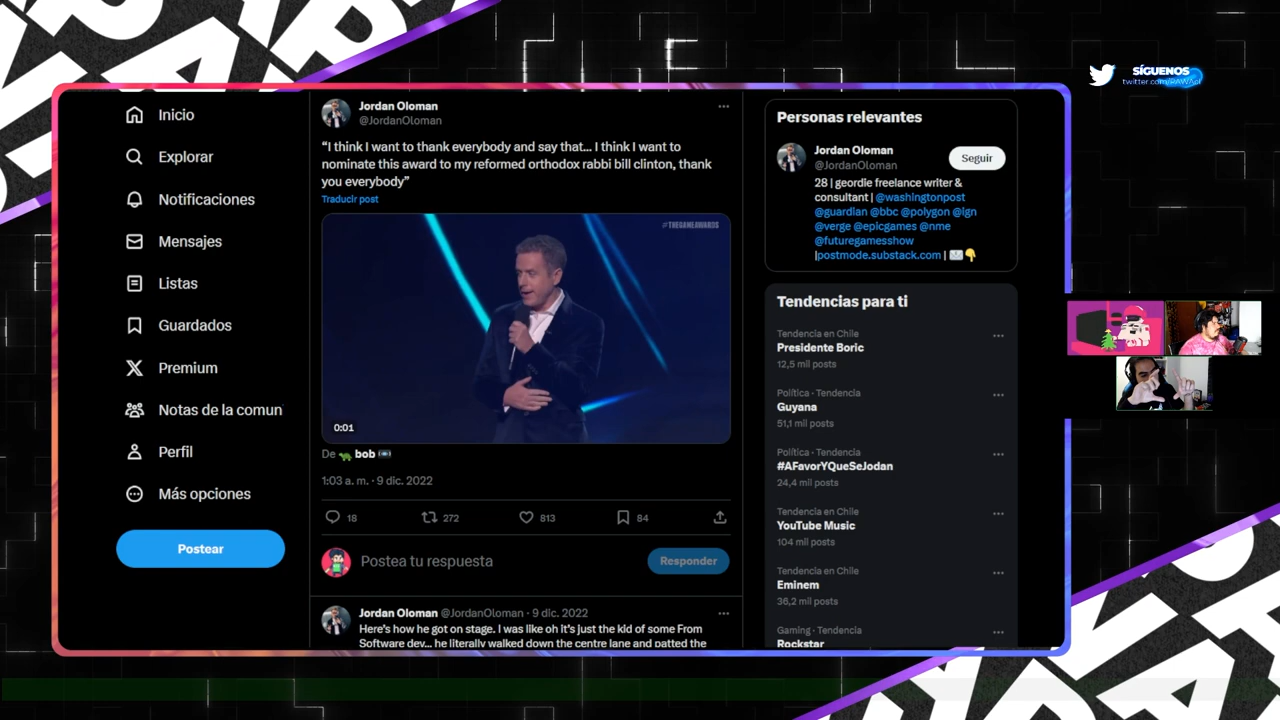 SÍGUENOS
Inicio
Explorar
Notificaciones
Mensajes
Listas
Guardados
Premium
Notas de la comun
Perfil
Más opciones
Postear
Jordan Oloman
@JordanOloman
“I think I want to thank everybody and say that... I think I want to
nominate this award to my reformed orthodox rabbi bill clinton, thank
you everybody”
Traducir post
#THEGAMEAWARDS
0:01
De 🐢 bob
1:03 a. m. · 9 dic. 2022
18
272
813
84
Postea tu respuesta
Responder
Jordan Oloman @JordanOloman · 9 dic. 2022
Here's how he got on stage. I was like oh it's just the kid of some From
Software dev... he literally walked down the centre lane and patted the
Personas relevantes
Jordan Oloman
@JordanOloman
Seguir
28 | geordie freelance writer &
consultant | @washingtonpost
@guardian @bbc @polygon @ign
@verge @epicgames @nme
@futuregamesshow
|postmode.substack.com | ✉️👇
Tendencias para ti
Tendencia en Chile
Presidente Boric
12,5 mil posts
Política · Tendencia
Guyana
51,1 mil posts
Política · Tendencia
#AFavorYQueSeJodan
24,4 mil posts
Tendencia en Chile
YouTube Music
104 mil posts
Tendencia en Chile
Eminem
36,2 mil posts
Gaming · Tendencia
Rockstar